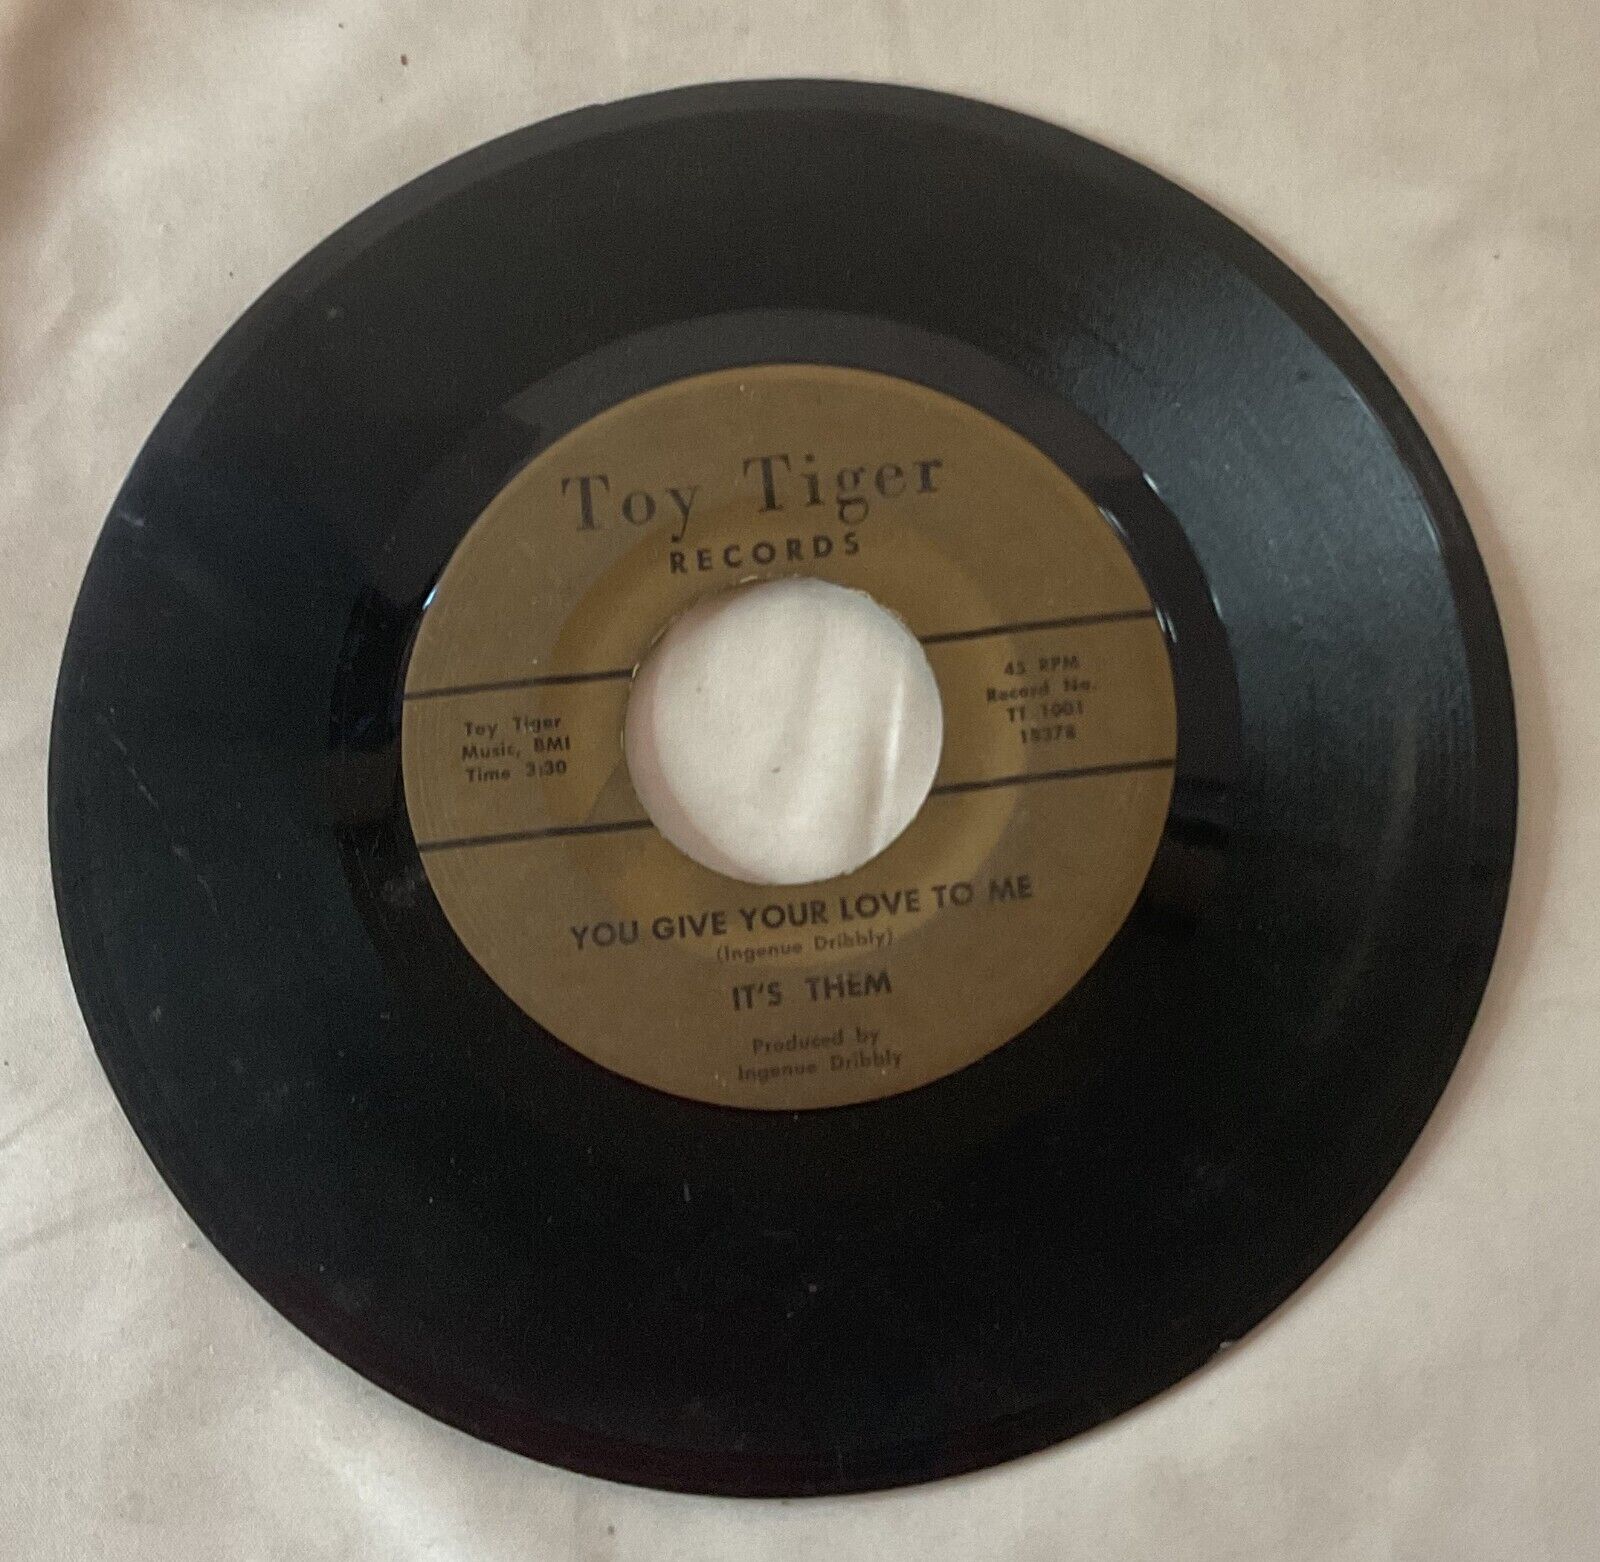 Toy Tiger
RECORDS
Toy Tiger
Music, BMI
Time 3:30
45 RPM
Record No.
TT 1001
18378
YOU GIVE YOUR LOVE TO ME
(Ingenue Dribbly)
IT'S THEM
Produced by
Ingenue Dribbly